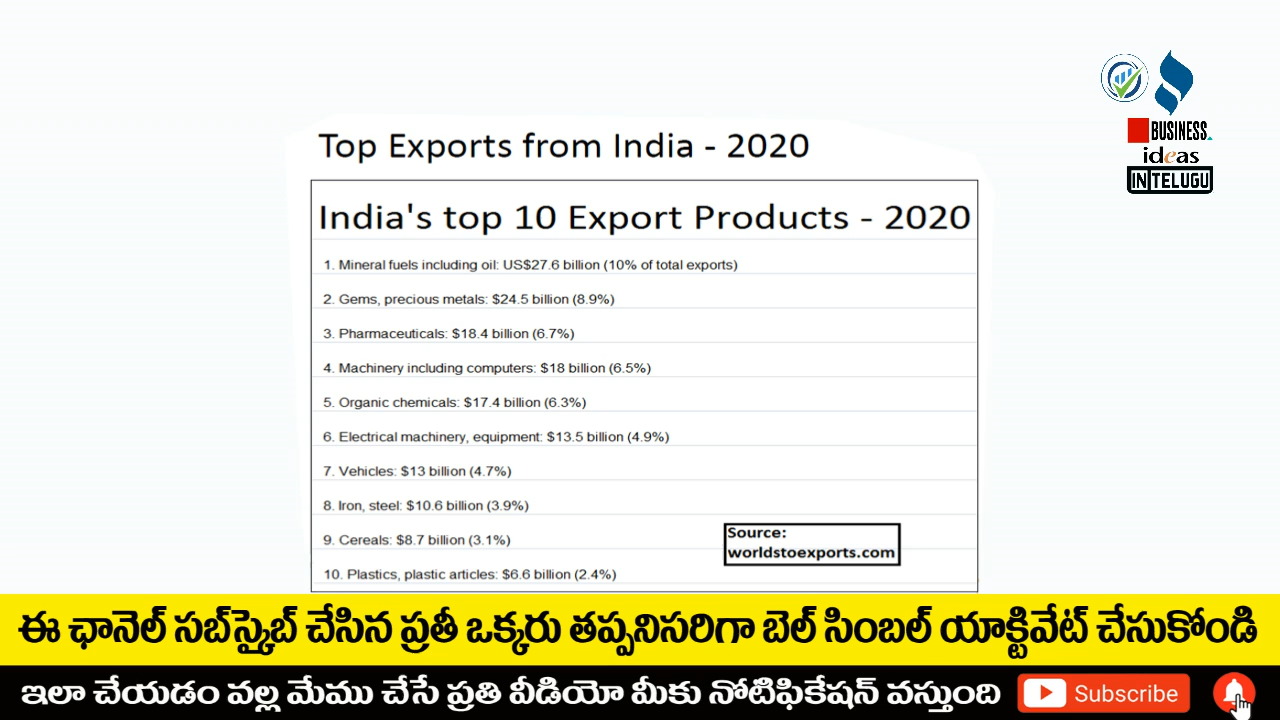 BUSINESS
ideas
IN TELUGU
Top Exports from India - 2020
India's top 10 Export Products - 2020
1. Mineral fuels including oil: US$27.6 billion (10% of total exports)
2. Gems, precious metals: $24.5 billion (8.9%)
3. Pharmaceuticals: $18.4 billion (6.7%)
4. Machinery including computers: $18 billion (6.5%)
5. Organic chemicals: $17.4 billion (6.3%)
6. Electrical machinery, equipment: $13.5 billion (4.9%)
7. Vehicles: $13 billion (4.7%)
8. Iron, steel: $10.6 billion (3.9%)
9. Cereals: $8.7 billion (3.1%)
10. Plastics, plastic articles: $6.6 billion (2.4%)
Source:
worldstoexports.com
ఈ ఛానెల్ సబ్‌స్కైబ్ చేసిన ప్రతీ ఒక్కరు తప్పనిసరిగా బెల్ సింబల్ యాక్టివేట్ చేసుకోండి
ఇలా చేయడం వల్ల మేము చేసే ప్రతి వీడియో మీకు నోటిఫికేషన్ వస్తుంది
Subscribe